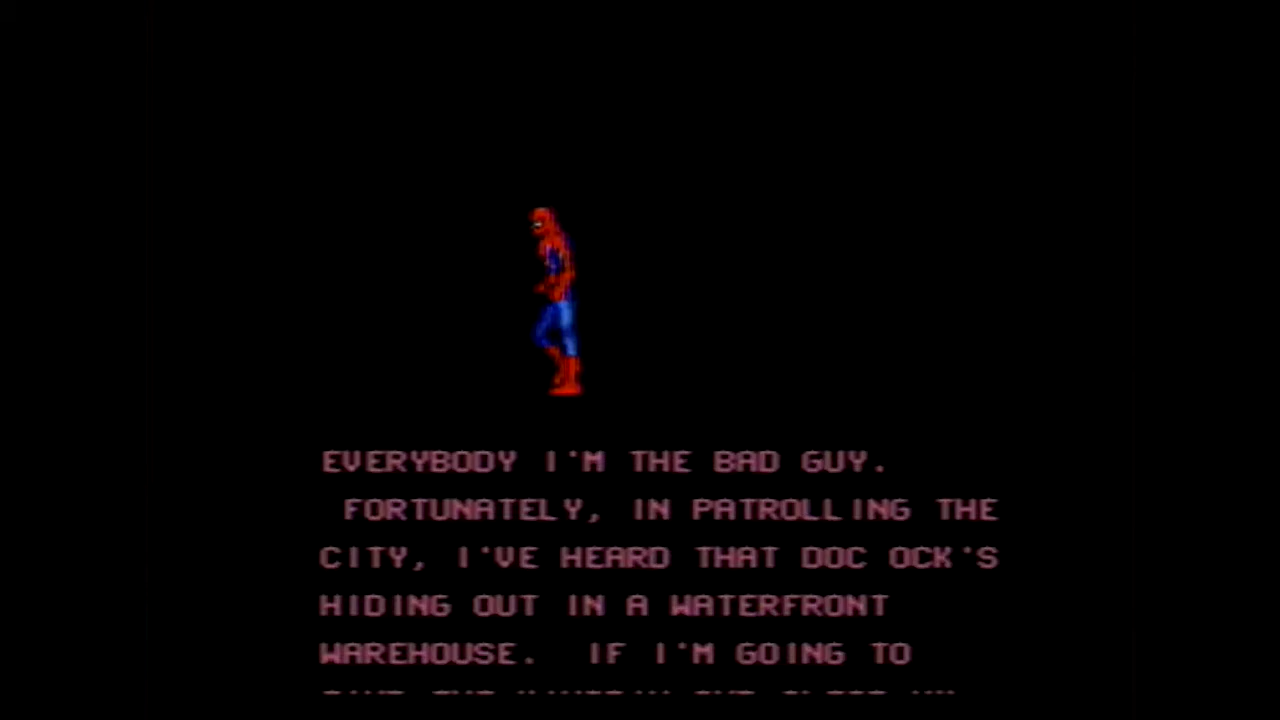 EVERYBODY I'M THE BAD GUY.
FORTUNATELY, IN PATROLLING THE
CITY, I'VE HEARD THAT DOC OCK'S
HIDING OUT IN A WATERFRONT
WAREHOUSE. IF I'M GOING TO